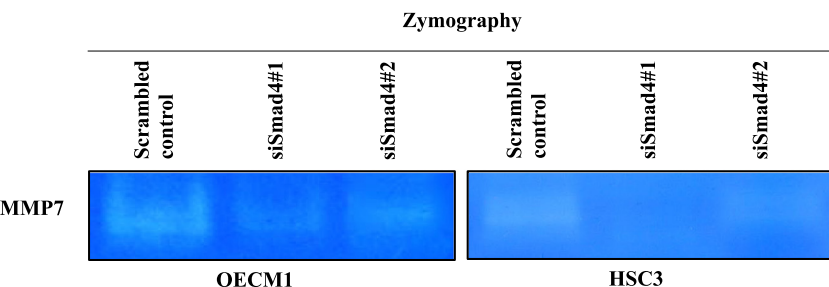 Zymography
Scrambled
control
siSmad4#1
siSmad4#2
Scrambled
control
siSmad4#1
siSmad4#2
MMP7
OECM1
HSC3